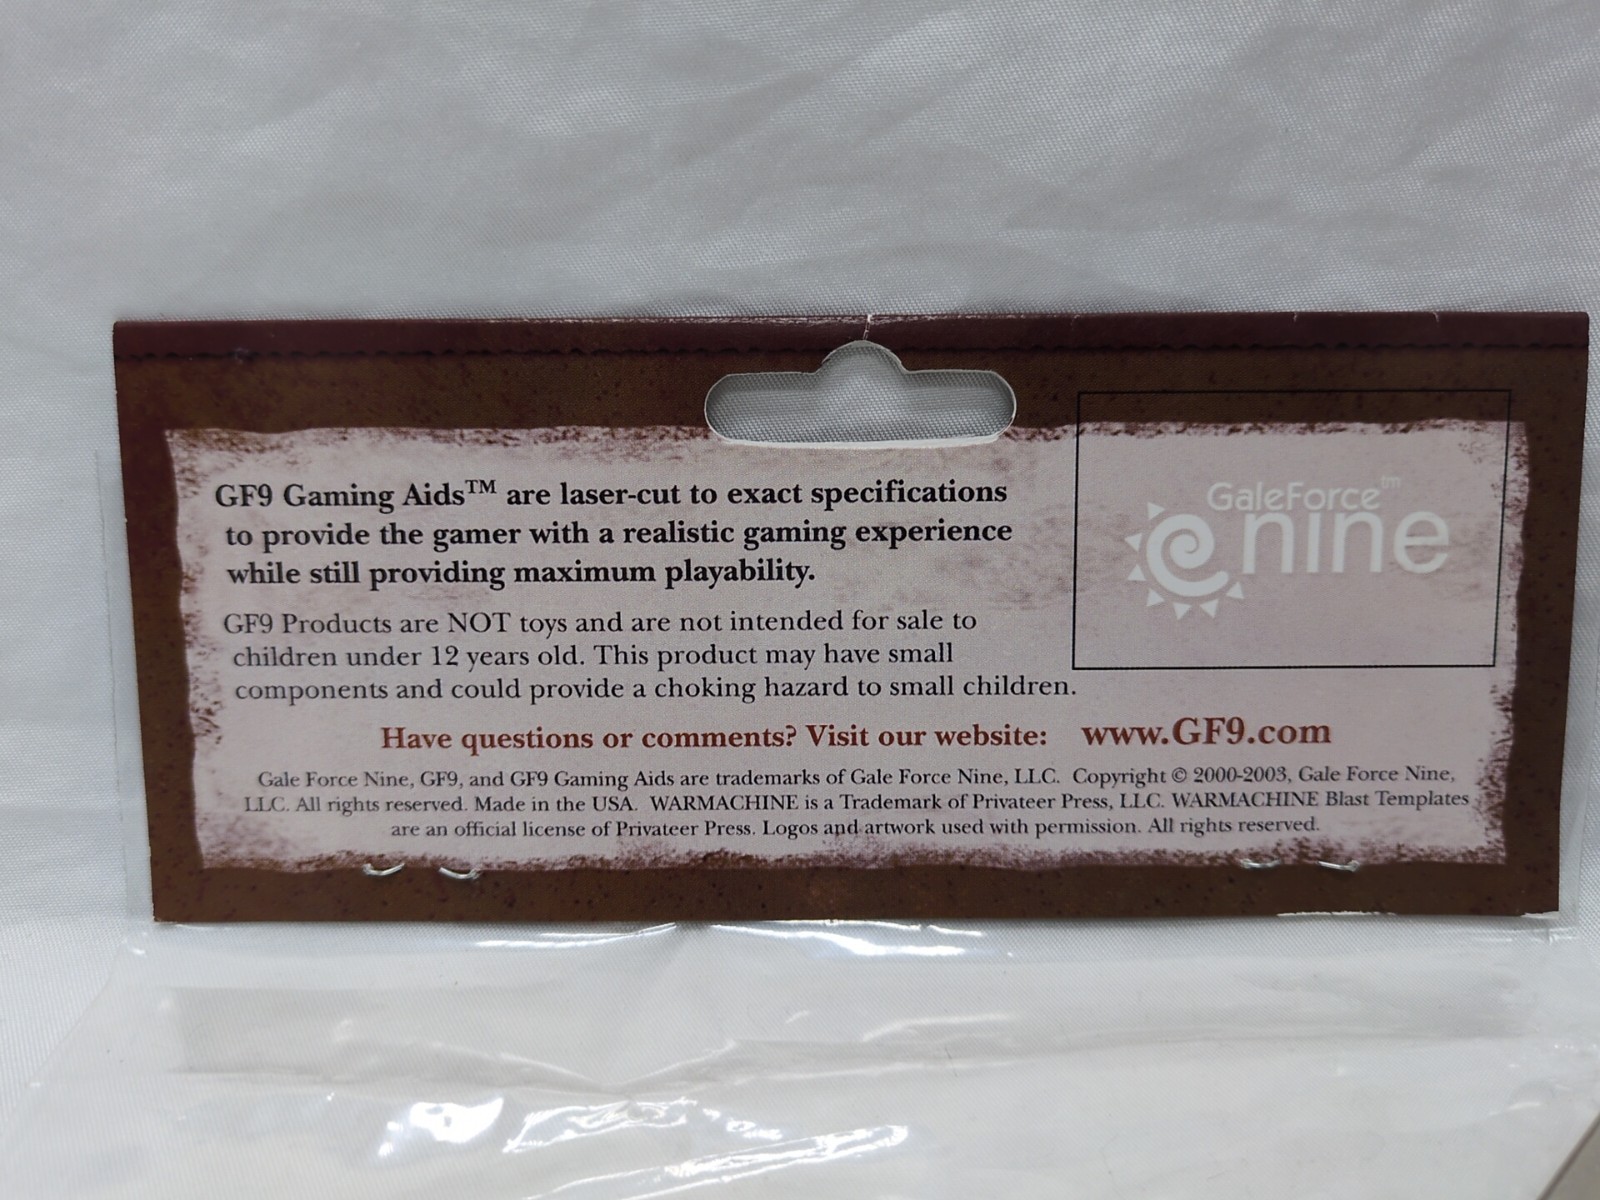 GF9 Gaming Aids™ are laser-cut to exact specifications
to provide the gamer with a realistic gaming experience
while still providing maximum playability.
GF9 Products are NOT toys and are not intended for sale to
children under 12 years old. This product may have small
components and could provide a choking hazard to small children.
GaleForce™
nine
Have questions or comments? Visit our website: www.GF9.com
Gale Force Nine, GF9, and GF9 Gaming Aids are trademarks of Gale Force Nine, LLC. Copyright © 2000-2003, Gale Force Nine,
LLC. All rights reserved. Made in the USA. WARMACHINE is a Trademark of Privateer Press, LLC. WARMACHINE Blast Templates
are an official license of Privateer Press. Logos and artwork used with permission. All rights reserved.